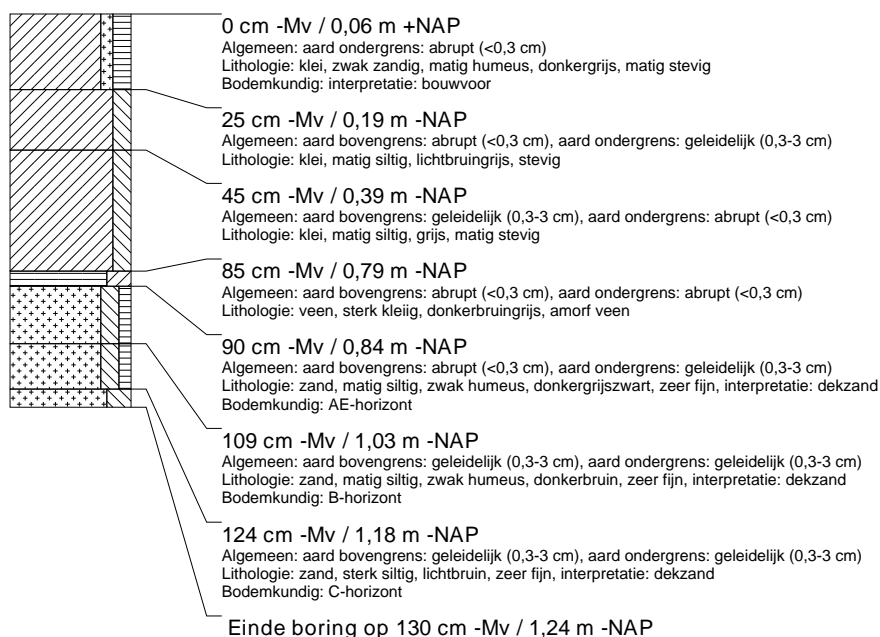 0 cm -Mv / 0,06 m +NAP
Algemeen: aard ondergrens: abrupt (<0,3 cm)
Lithologie: klei, zwak zandig, matig humeus, donkergrijs, matig stevig
Bodemkundig: interpretatie: bouwvoor
25 cm -Mv / 0,19 m -NAP
Algemeen: aard bovengrens: abrupt (<0,3 cm), aard ondergrens: geleidelijk (0,3-3 cm)
Lithologie: klei, matig siltig, lichtbruingrijs, stevig
45 cm -Mv / 0,39 m -NAP
Algemeen: aard bovengrens: geleidelijk (0,3-3 cm), aard ondergrens: abrupt (<0,3 cm)
Lithologie: klei, matig siltig, grijs, matig stevig
85 cm -Mv / 0,79 m -NAP
Algemeen: aard bovengrens: abrupt (<0,3 cm), aard ondergrens: abrupt (<0,3 cm)
Lithologie: veen, sterk kleiig, donkerbruingrijs, amorf veen
90 cm -Mv / 0,84 m -NAP
Algemeen: aard bovengrens: abrupt (<0,3 cm), aard ondergrens: geleidelijk (0,3-3 cm)
Lithologie: zand, matig siltig, zwak humeus, donkergrijszwart, zeer fijn, interpretatie: dekzand
Bodemkundig: AE-horizont
109 cm -Mv / 1,03 m -NAP
Algemeen: aard bovengrens: geleidelijk (0,3-3 cm), aard ondergrens: geleidelijk (0,3-3 cm)
Lithologie: zand, matig siltig, zwak humeus, donkerbruin, zeer fijn, interpretatie: dekzand
Bodemkundig: B-horizont
124 cm -Mv / 1,18 m -NAP
Algemeen: aard bovengrens: geleidelijk (0,3-3 cm), aard ondergrens: geleidelijk (0,3-3 cm)
Lithologie: zand, sterk siltig, lichtbruin, zeer fijn, interpretatie: dekzand
Bodemkundig: C-horizont
Einde boring op 130 cm -Mv / 1,24 m -NAP